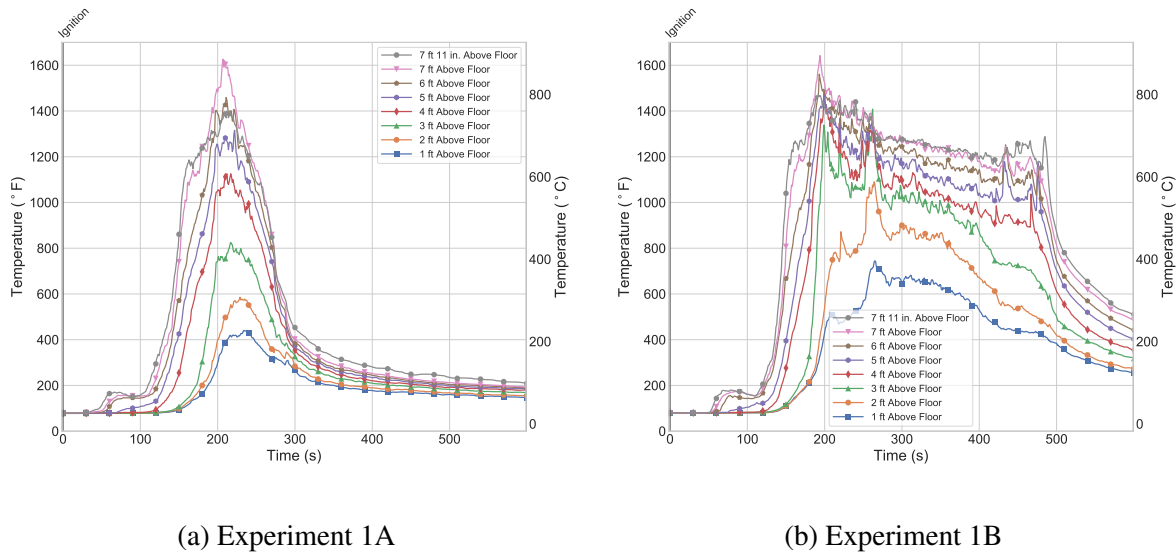 Ignition
1600
1400
1200
1000
800
600
400
200
0
Temperature (°F)
800
600
400
200
0
Temperature (°C)
0 100 200 300 400 500
Time (s)
7 ft 11 in. Above Floor
7 ft Above Floor
6 ft Above Floor
5 ft Above Floor
4 ft Above Floor
3 ft Above Floor
2 ft Above Floor
1 ft Above Floor
(a) Experiment 1A
Ignition
1600
1400
1200
1000
800
600
400
200
0
Temperature (°F)
800
600
400
200
0
Temperature (°C)
0 100 200 300 400 500
Time (s)
7 ft 11 in. Above Floor
7 ft Above Floor
6 ft Above Floor
5 ft Above Floor
4 ft Above Floor
3 ft Above Floor
2 ft Above Floor
1 ft Above Floor
(b) Experiment 1B